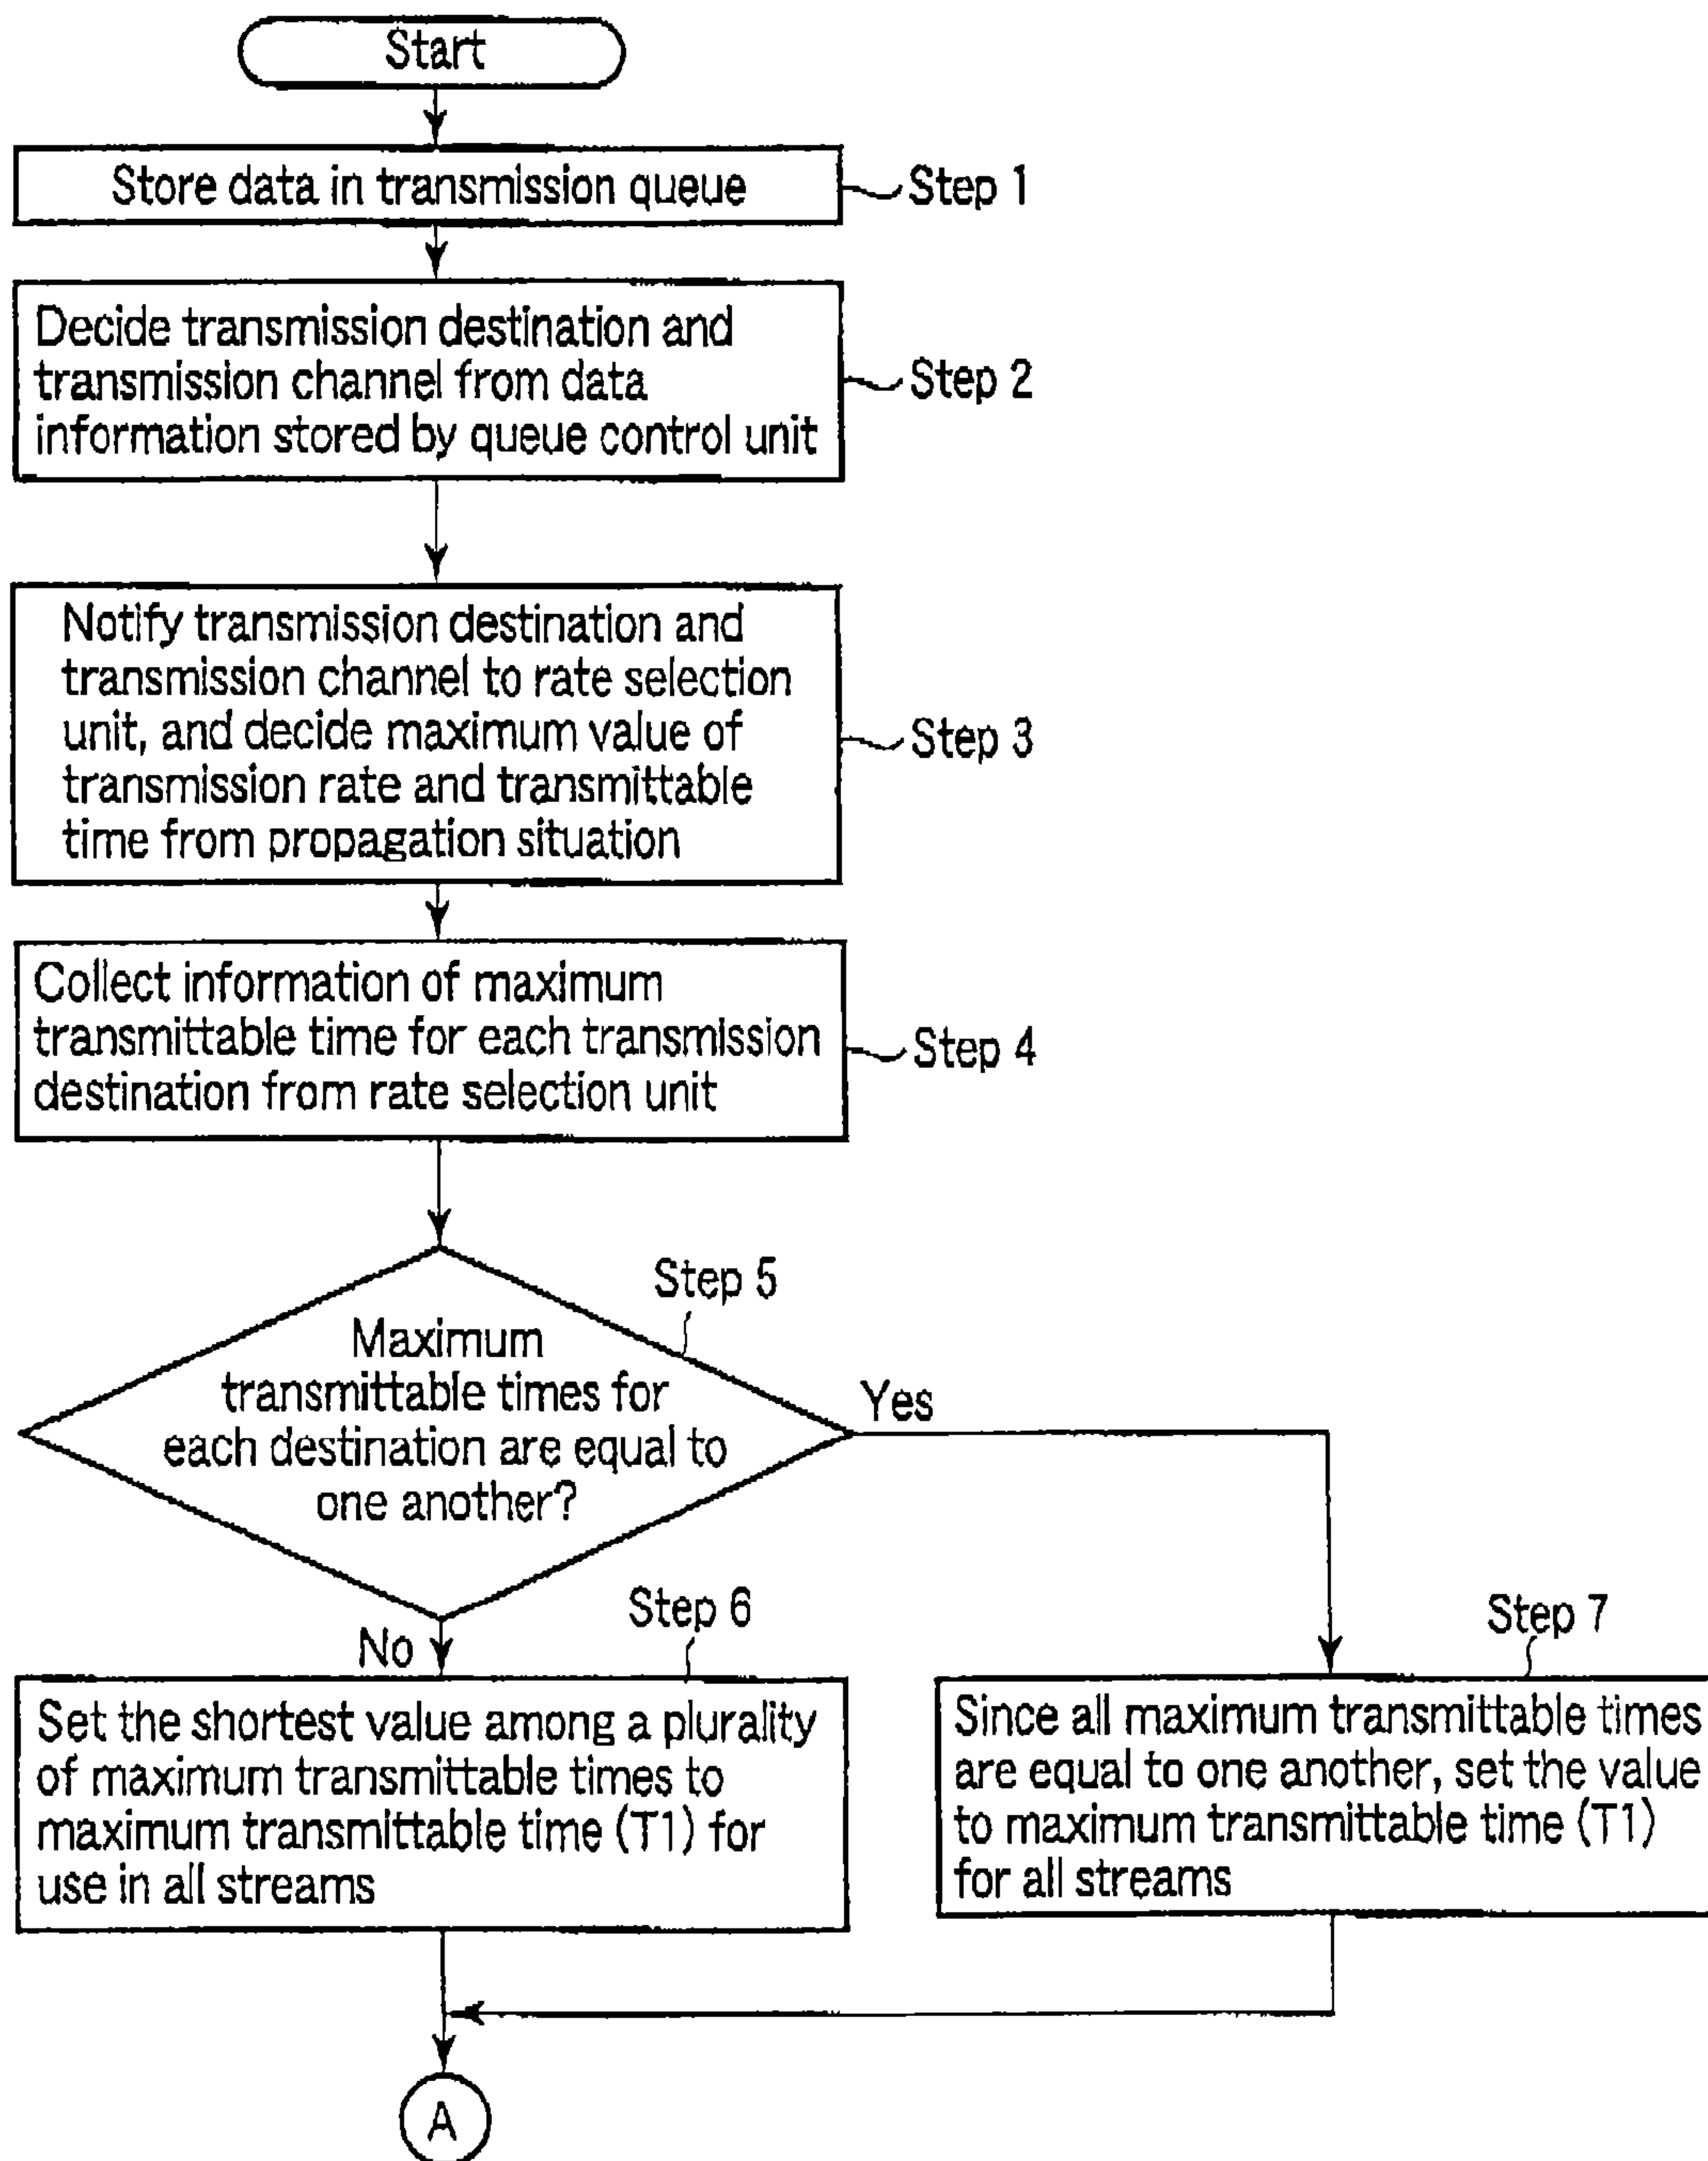 Start
Store data in transmission queue
Step 1
Decide transmission destination and
transmission channel from data
information stored by queue control unit
Step 2
Notify transmission destination and
transmission channel to rate selection
unit, and decide maximum value of
transmission rate and transmittable
time from propagation situation
Step 3
Collect information of maximum
transmittable time for each transmission
destination from rate selection unit
Step 4
Step 5
Maximum
transmittable times for
each destination are equal to
one another?
Yes
No
Step 6
Set the shortest value among a plurality
of maximum transmittable times to
maximum transmittable time (T1) for
use in all streams
Step 7
Since all maximum transmittable times
are equal to one another, set the value
to maximum transmittable time (T1)
for all streams
A